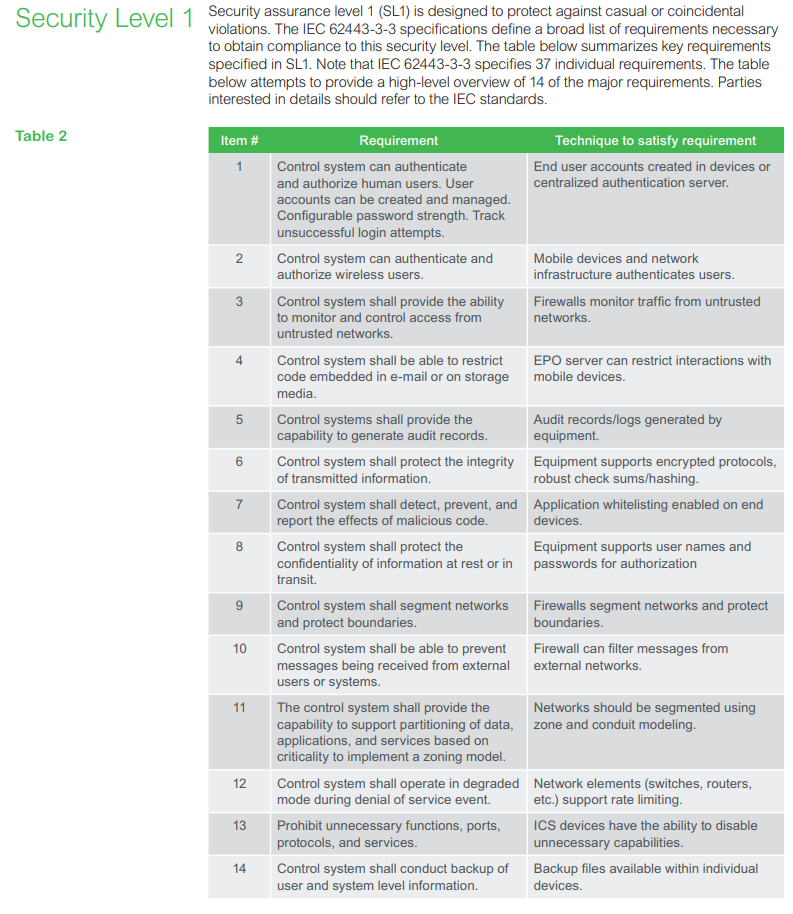 Security Level 1
Security assurance level 1 (SL1) is designed to protect against casual or coincidental
violations. The IEC 62443-3-3 specifications define a broad list of requirements necessary
to obtain compliance to this security level. The table below summarizes key requirements
specified in SL1. Note that IEC 62443-3-3 specifies 37 individual requirements. The table
below attempts to provide a high-level overview of 14 of the major requirements. Parties
interested in details should refer to the IEC standards.
Table 2
Item # Requirement Technique to satisfy requirement
1 Control system can authenticate End user accounts created in devices or
and authorize human users. User centralized authentication server.
accounts can be created and managed.
Configurable password strength. Track
unsuccessful login attempts.
2 Control system can authenticate and Mobile devices and network
authorize wireless users. infrastructure authenticates users.
3 Control system shall provide the ability Firewalls monitor traffic from untrusted
to monitor and control access from networks.
untrusted networks.
4 Control system shall be able to restrict EPO server can restrict interactions with
code embedded in e-mail or on storage mobile devices.
media.
5 Control systems shall provide the Audit records/logs generated by
capability to generate audit records. equipment.
6 Control system shall protect the integrity Equipment supports encrypted protocols,
of transmitted information. robust check sums/hashing.
7 Control system shall detect, prevent, and Application whitelisting enabled on end
report the effects of malicious code. devices.
8 Control system shall protect the Equipment supports user names and
confidentiality of information at rest or in passwords for authorization
transit.
9 Control system shall segment networks Firewalls segment networks and protect
and protect boundaries. boundaries.
10 Control system shall be able to prevent Firewall can filter messages from
messages being received from external external networks.
users or systems.
11 The control system shall provide the Networks should be segmented using
capability to support partitioning of data, zone and conduit modeling.
applications, and services based on
criticality to implement a zoning model.
12 Control system shall operate in degraded Network elements (switches, routers,
mode during denial of service event. etc.) support rate limiting.
13 Prohibit unnecessary functions, ports, ICS devices have the ability to disable
protocols, and services. unnecessary capabilities.
14 Control system shall conduct backup of Backup files available within individual
user and system level information. devices.